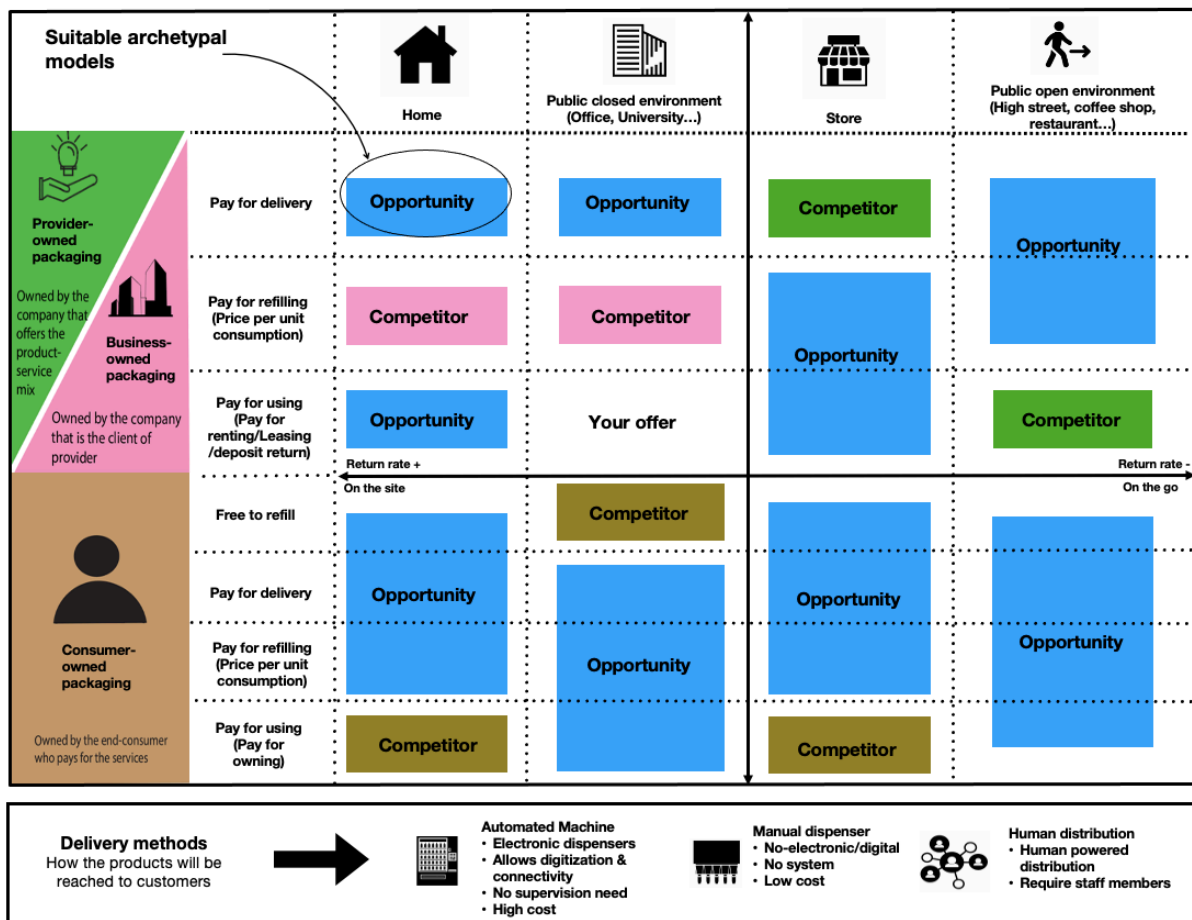 Suitable archetypal
models
Home
Public closed environment
(Office, University...)
Store
Public open environment
(High street, coffee shop,
restaurant...)
Provider-
owned
packaging
Owned by the
company that
offers the
product-
service
mix
Business-
owned
packaging
Owned by the company
that is the client of
provider
Pay for delivery
Opportunity
Opportunity
Competitor
Opportunity
Pay for refilling
(Price per unit
consumption)
Competitor
Competitor
Opportunity
Pay for using
(Pay for
renting/Leasing
/deposit return)
Opportunity
Your offer
Competitor
Return rate +
Return rate -
On the site
On the go
Consumer-
owned
packaging
Owned by the end-consumer
who pays for the services
Free to refill
Competitor
Pay for delivery
Opportunity
Opportunity
Pay for refilling
(Price per unit
consumption)
Opportunity
Opportunity
Pay for using
(Pay for
owning)
Competitor
Competitor
Delivery methods
How the products will be
reached to customers
Automated Machine
• Electronic dispensers
• Allows digitization &
connectivity
• No supervision need
• High cost
Manual dispenser
• No-electronic/digital
• No system
• Low cost
Human distribution
• Human powered
distribution
• Require staff members